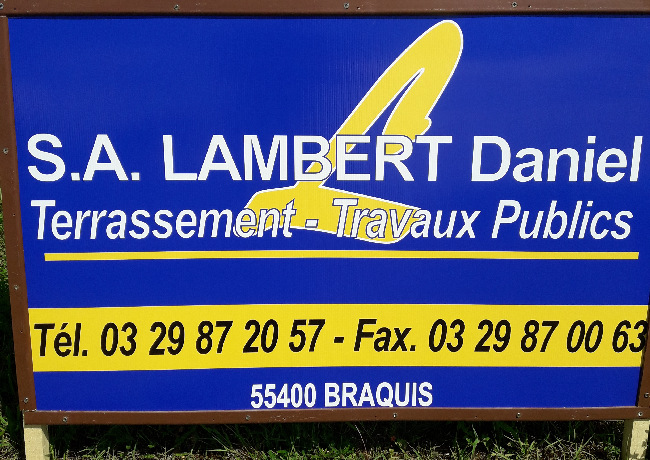 S.A. LAMBERT Daniel
Terrassement - Travaux Publics
Tél. 03 29 87 20 57 - Fax. 03 29 87 00 63
55400 BRAQUIS